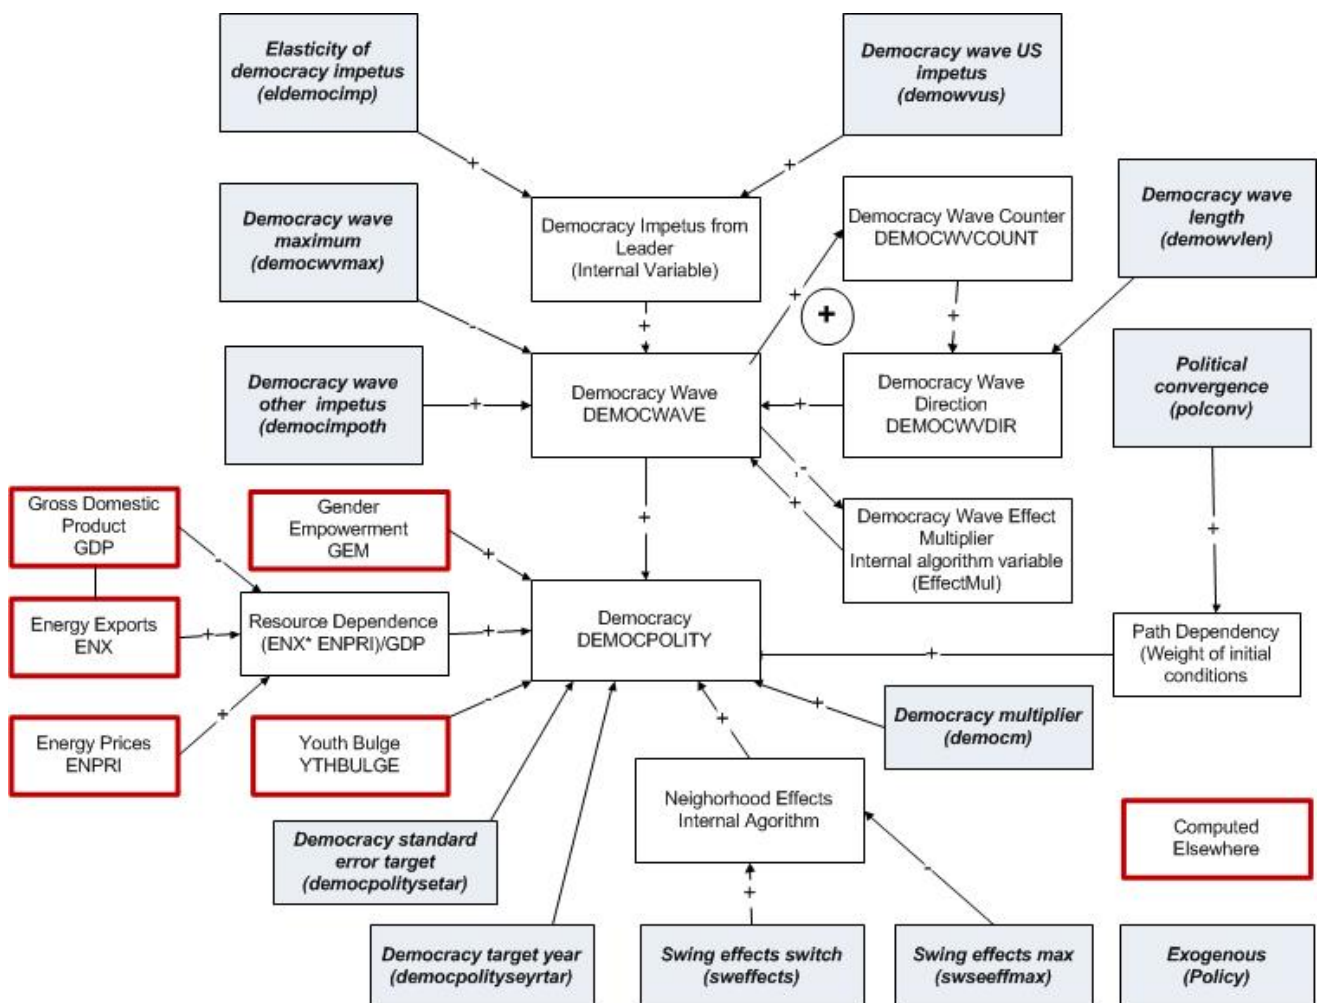 Elasticity of
democracy impetus
(eldemocimp)
Democracy wave US
impetus
(demowvus)
+
+
Democracy wave
maximum
(democwvmax)
Democracy Impetus from
Leader
(Internal Variable)
Democracy Wave Counter
DEMOCWVCOUNT
Democracy wave
length
(demowvlen)
+
+
-
+
+
+
Democracy wave
other impetus
(democimpoth
+
Democracy Wave
DEMOCWAVE
+
Democracy Wave
Direction
DEMOCWVDIR
Political
convergence
(polconv)
,-
+
+
+
Gross Domestic
Product
GDP
Gender
Empowerment
GEM
Democracy Wave Effect
Multiplier
Internal algorithm variable
(EffectMul)
-
+
Energy Exports
ENX
+
Resource Dependence
(ENX* ENPRI)/GDP
+
Democracy
DEMOCPOLITY
+
Path Dependency
(Weight of initial
conditions
+
-
+
+
Energy Prices
ENPRI
Youth Bulge
YTHBULGE
Democracy multiplier
(democm)
Neighorhood Effects
Internal Agorithm
Computed
Elsewhere
Democracy standard
error target
(democpolitysetar)
-
+
Democracy target year
(democpolityseyrtar)
Swing effects switch
(sweffects)
Swing effects max
(swseeffmax)
Exogenous
(Policy)